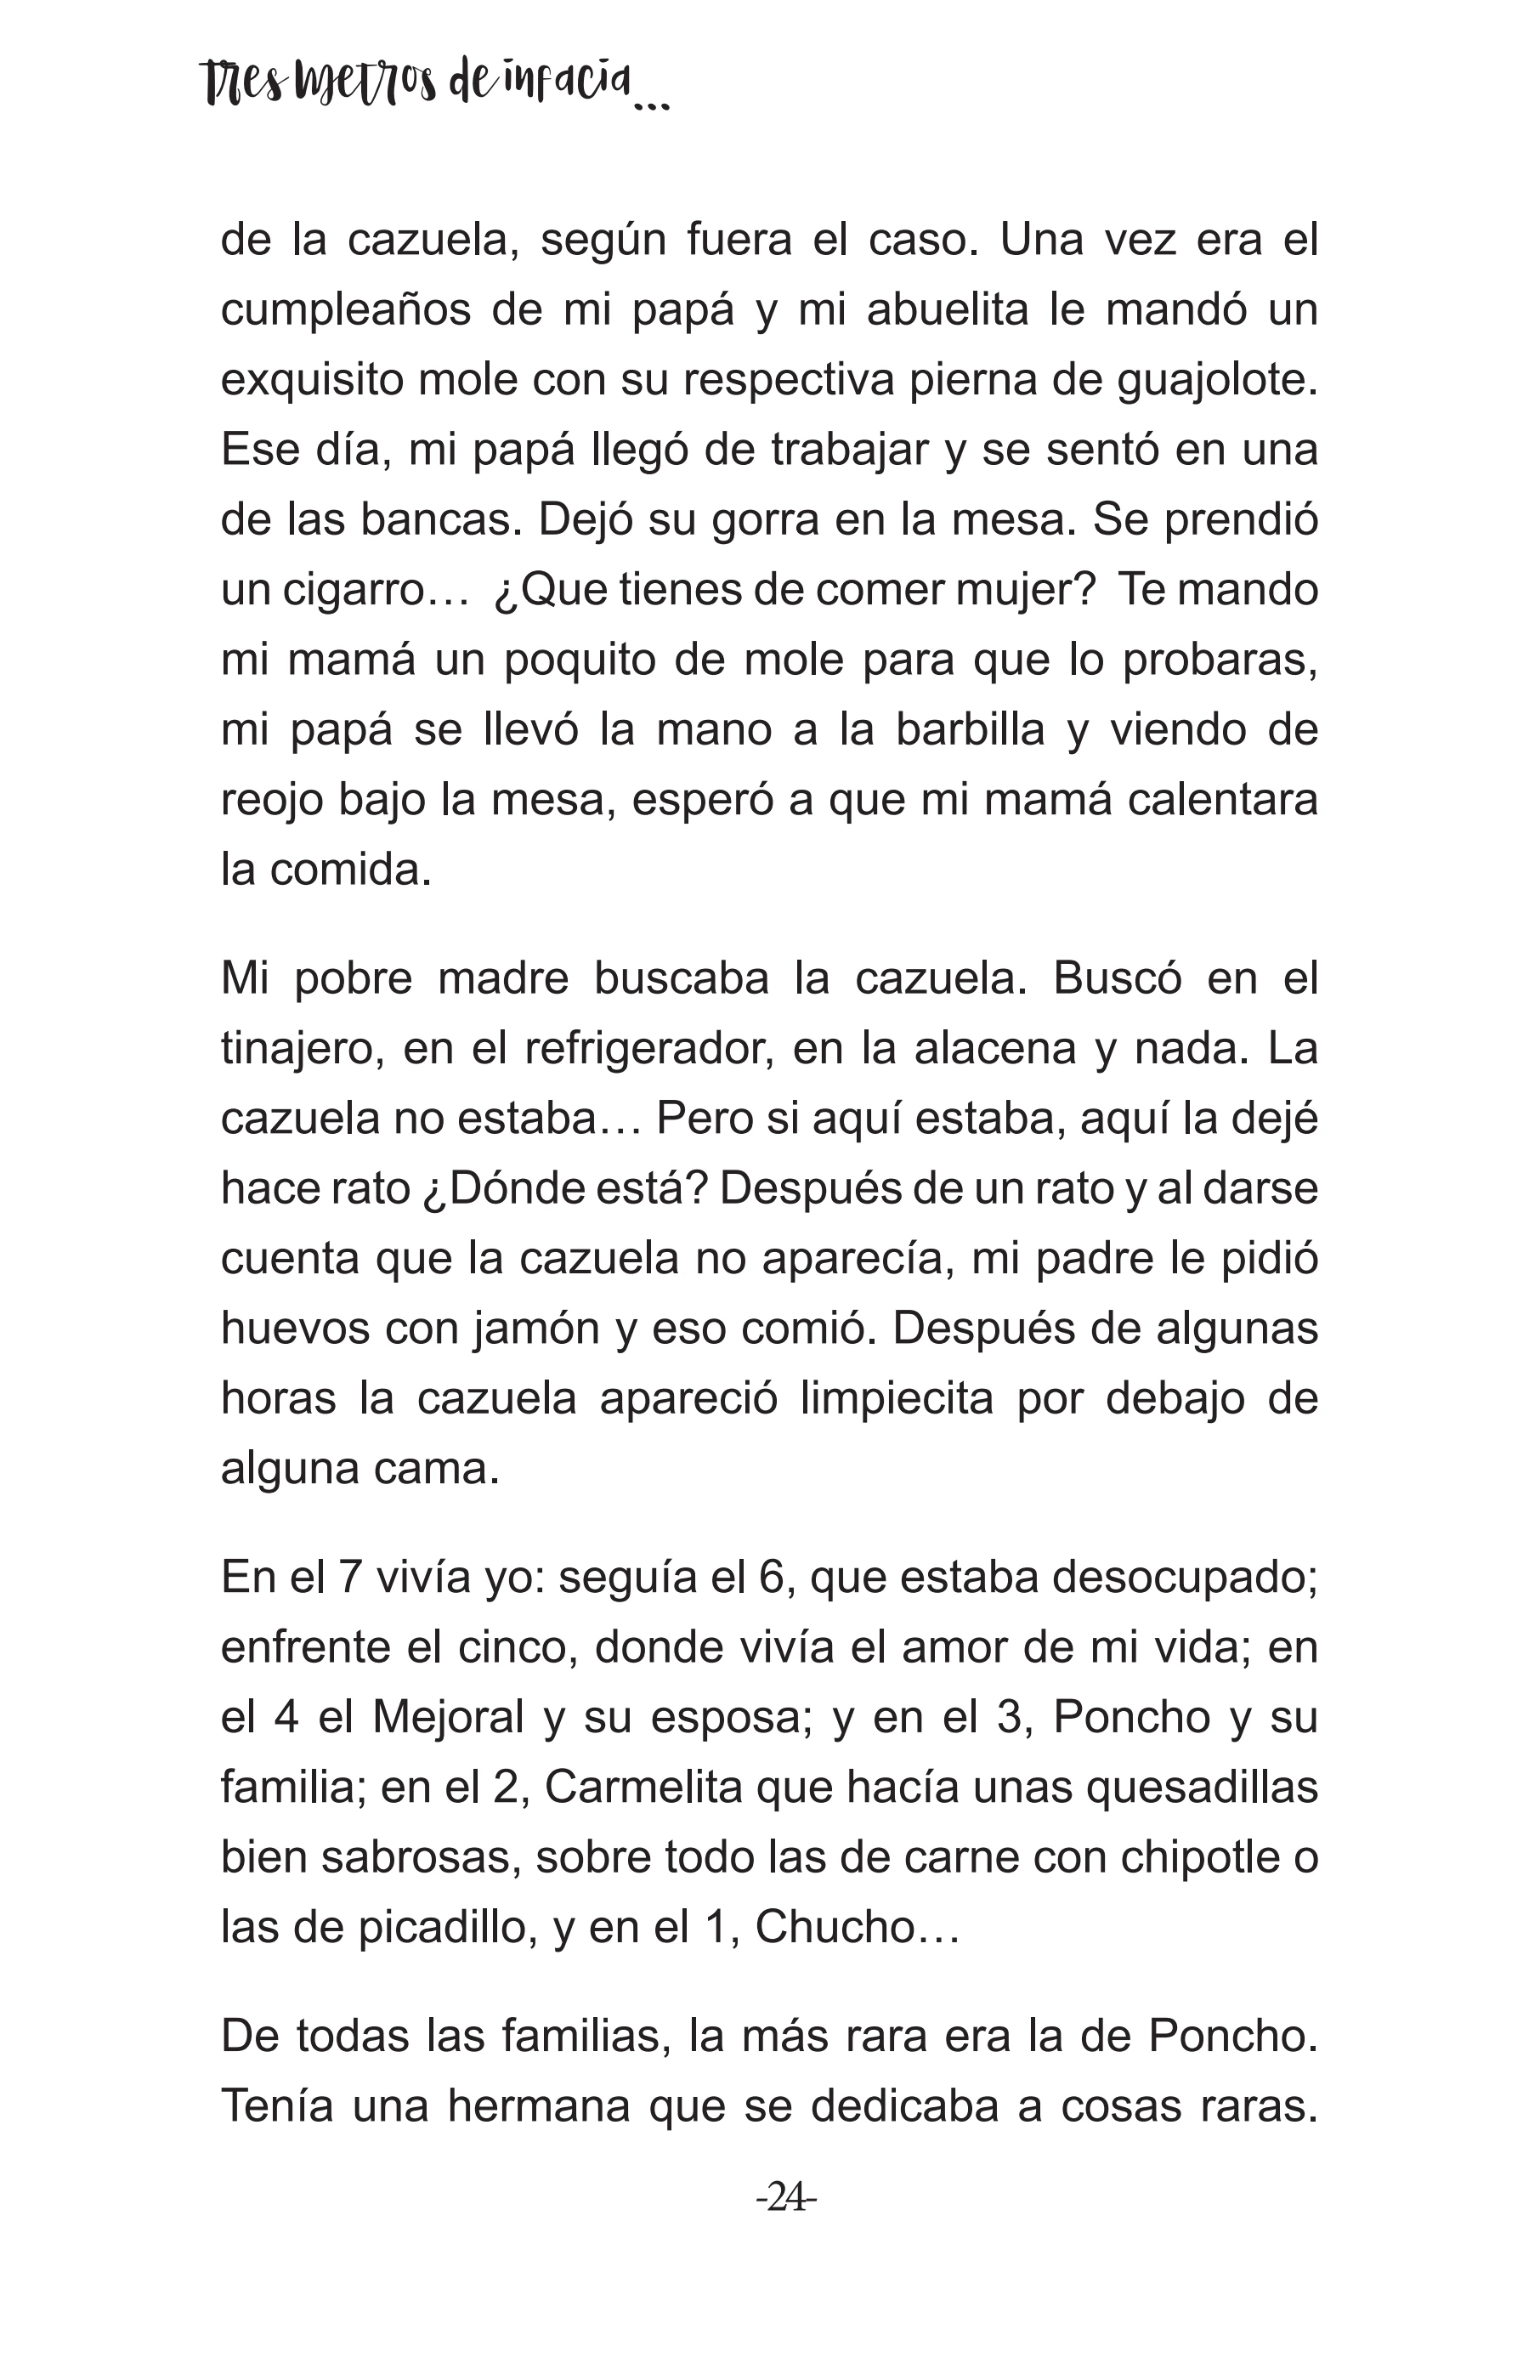 Tres metros de infacia...
de la cazuela, según fuera el caso. Una vez era el
cumpleaños de mi papá y mi abuelita le mandó un
exquisito mole con su respectiva pierna de guajolote.
Ese día, mi papá llegó de trabajar y se sentó en una
de las bancas. Dejó su gorra en la mesa. Se prendió
un cigarro… ¿Que tienes de comer mujer? Te mando
mi mamá un poquito de mole para que lo probaras,
mi papá se llevó la mano a la barbilla y viendo de
reojo bajo la mesa, esperó a que mi mamá calentara
la comida.
Mi pobre madre buscaba la cazuela. Buscó en el
tinajero, en el refrigerador, en la alacena y nada. La
cazuela no estaba… Pero si aquí estaba, aquí la dejé
hace rato ¿Dónde está? Después de un rato y al darse
cuenta que la cazuela no aparecía, mi padre le pidió
huevos con jamón y eso comió. Después de algunas
horas la cazuela apareció limpiecita por debajo de
alguna cama.
En el 7 vivía yo: seguía el 6, que estaba desocupado;
enfrente el cinco, donde vivía el amor de mi vida; en
el 4 el Mejoral y su esposa; y en el 3, Poncho y su
familia; en el 2, Carmelita que hacía unas quesadillas
bien sabrosas, sobre todo las de carne con chipotle o
las de picadillo, y en el 1, Chucho…
De todas las familias, la más rara era la de Poncho.
Tenía una hermana que se dedicaba a cosas raras.
-24-